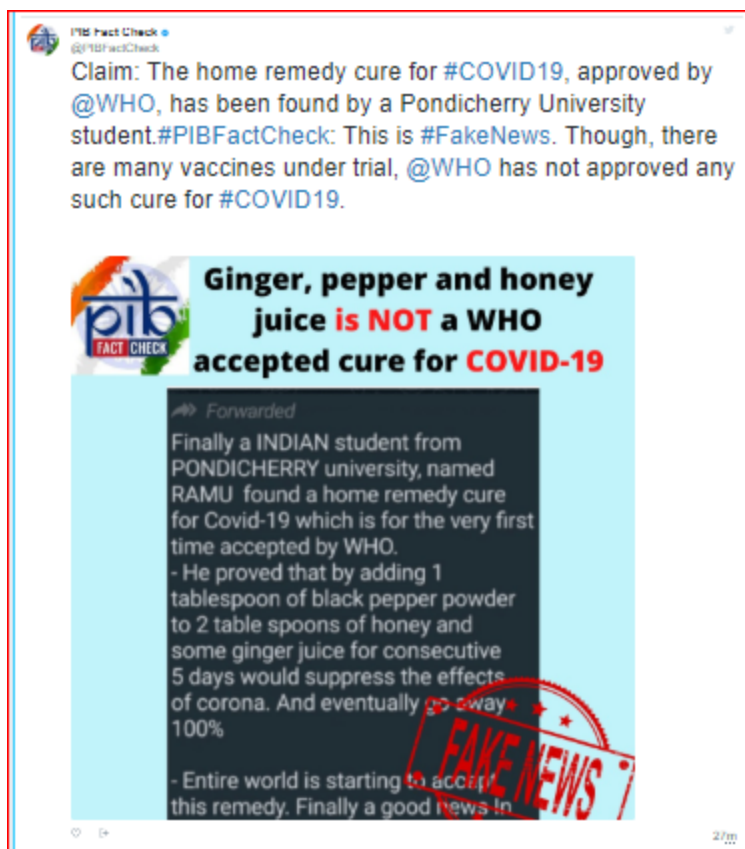 PIB Fact Check
@PIBFactCheck
Claim: The home remedy cure for #COVID19, approved by
@WHO, has been found by a Pondicherry University
student.#PIBFactCheck: This is #FakeNews. Though, there
are many vaccines under trial, @WHO has not approved any
such cure for #COVID19.
pib
FACT CHECK
Ginger, pepper and honey
juice is NOT a WHO
accepted cure for COVID-19
Forwarded
Finally a INDIAN student from
PONDICHERRY university, named
RAMU found a home remedy cure
for Covid-19 which is for the very first
time accepted by WHO.
- He proved that by adding 1
tablespoon of black pepper powder
to 2 table spoons of honey and
some ginger juice for consecutive
5 days would suppress the effects
of corona. And eventually go away
100%
- Entire world is starting to accept
this remedy. Finally a good news In
FAKE NEWS
27m